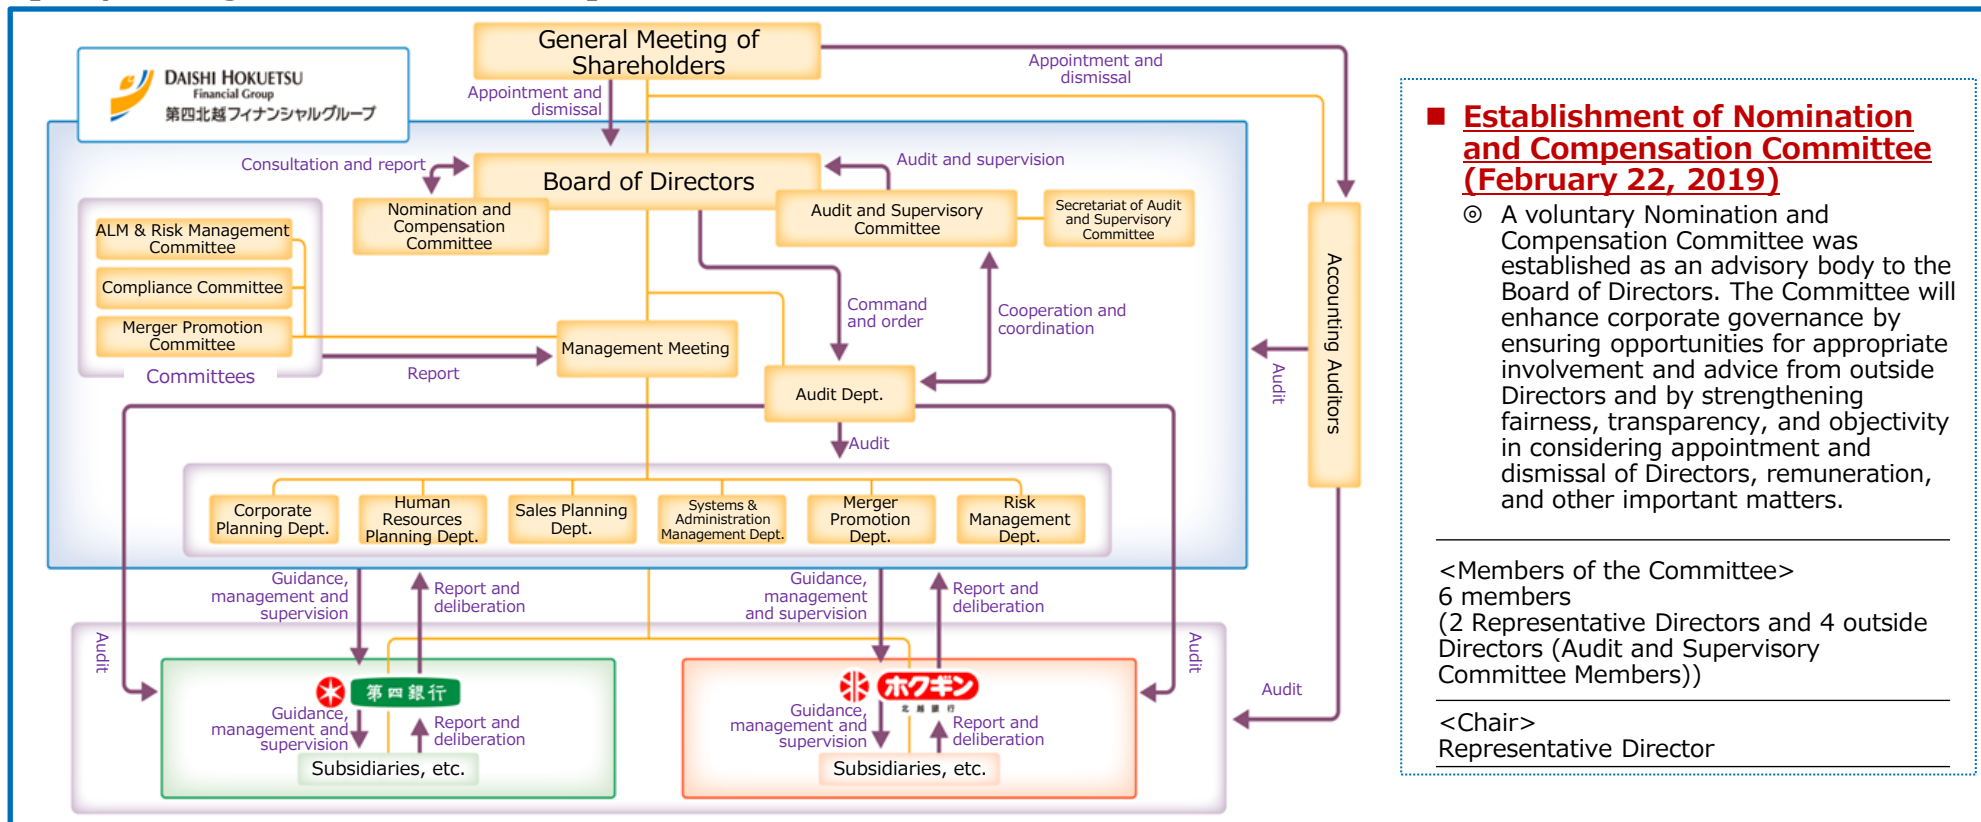 General Meeting of
Shareholders
DAISHI HOKUETSU
Financial Group
第四北越フィナンシャルグループ
Appointment and
dismissal
Appointment and
dismissal
Consultation and report
Board of Directors
Audit and supervision
Nomination and
Compensation
Committee
Audit and Supervisory
Committee
Secretariat of Audit
and Supervisory
Committee
ALM & Risk Management
Committee
Compliance Committee
Merger Promotion
Committee
Committees
Report
Management Meeting
Command
and order
Cooperation and
coordination
Audit Dept.
Audit
Accounting Auditors
Audit
Corporate
Planning Dept.
Human
Resources
Planning Dept.
Sales Planning
Dept.
Systems &
Administration
Management Dept.
Merger
Promotion
Dept.
Risk
Management
Dept.
Guidance,
management and
supervision
Report and
deliberation
Guidance,
management
and supervision
Report and
deliberation
Audit
Audit
Audit
第四銀行
ホクギン
北越銀行
Guidance,
management and
supervision
Report and
deliberation
Guidance,
management and
supervision
Report and
deliberation
Subsidiaries, etc.
Subsidiaries, etc.
■ Establishment of Nomination
and Compensation Committee
(February 22, 2019)
◎ A voluntary Nomination and
Compensation Committee was
established as an advisory body to the
Board of Directors. The Committee will
enhance corporate governance by
ensuring opportunities for appropriate
involvement and advice from outside
Directors and by strengthening
fairness, transparency, and objectivity
in considering appointment and
dismissal of Directors, remuneration,
and other important matters.
<Members of the Committee>
6 members
(2 Representative Directors and 4 outside
Directors (Audit and Supervisory
Committee Members))
<Chair>
Representative Director